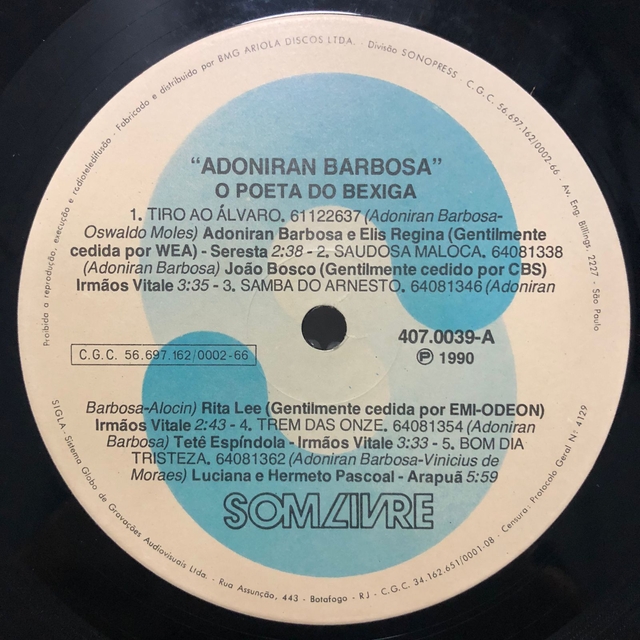 Proibida a reprodução, execução e radioteledifusão. - Fabricado e distribuido por BMG ARIOLA DISCOS LTDA. - Divisão SONOPRESS - C.G.C. 56.697.162/0002-66 - Av. Eng. Billings, 2227 - São Paulo
"ADONIRAN BARBOSA"
O POETA DO BEXIGA
1. TIRO AO ÁLVARO. 61122637 (Adoniran Barbosa-
Oswaldo Moles) Adoniran Barbosa e Elis Regina (Gentilmente
cedida por WEA) - Seresta 2:38 - 2. SAUDOSA MALOCA. 64081338
(Adoniran Barbosa) João Bosco (Gentilmente cedido por CBS)
Irmãos Vitale 3:35 - 3. SAMBA DO ARNESTO. 64081346 (Adoniran
407.0039-A
C.G.C. 56.697.162/0002-66
P 1990
Barbosa-Alocin) Rita Lee (Gentilmente cedida por EMI-ODEON)
Irmãos Vitale 2:43 - 4. TREM DAS ONZE. 64081354 (Adoniran
Barbosa) Tetê Espíndola - Irmãos Vitale 3:33 - 5. BOM DIA
TRISTEZA. 64081362 (Adoniran Barbosa-Vinicius de
Moraes) Luciana e Hermeto Pascoal - Arapuã 5:59
SOM LIVRE
SIGLA - Sistema Globo de Gravações Audiovisuais Ltda. - Rua Assunção, 443 - Botafogo - RJ - C.G.C. 34.162.651/0001-08 - Censura: Protocolo Geral Nº 4129